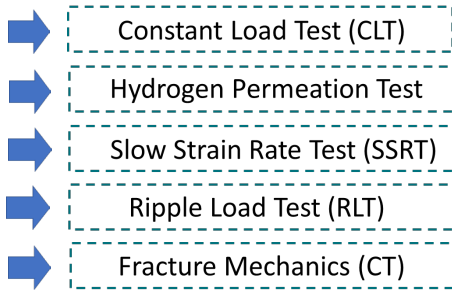 Constant Load Test (CLT)
Hydrogen Permeation Test
Slow Strain Rate Test (SSRT)
Ripple Load Test (RLT)
Fracture Mechanics (CT)